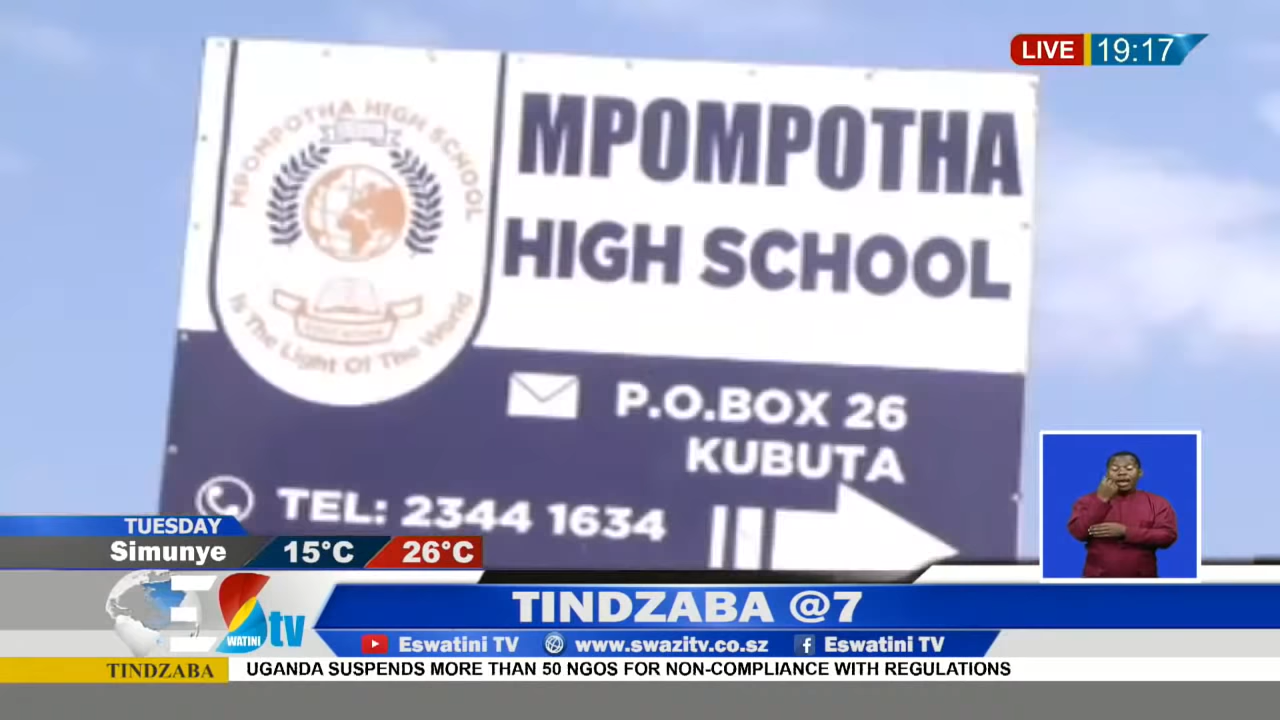 LIVE 19:17
MPOMPOTHA HIGH SCHOOL
Is The Light Of The World
MPOMPOTHA
HIGH SCHOOL
P.O.BOX 26
KUBUTA
TEL: 2344 1634
TUESDAY
Simunye 15°C 26°C
E WATINI tv
TINDZABA @7
Eswatini TV www.swazitv.co.sz Eswatini TV
TINDZABA UGANDA SUSPENDS MORE THAN 50 NGOS FOR NON-COMPLIANCE WITH REGULATIONS